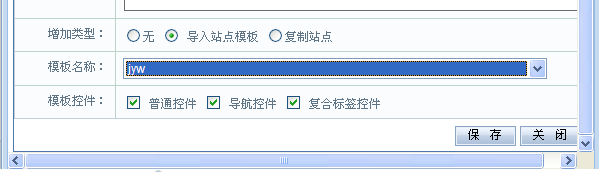 增加类型： 无 导入站点模板 复制站点
模板名称： jyw
模板控件： 普通控件 导航控件 复合标签控件
保 存 关 闭